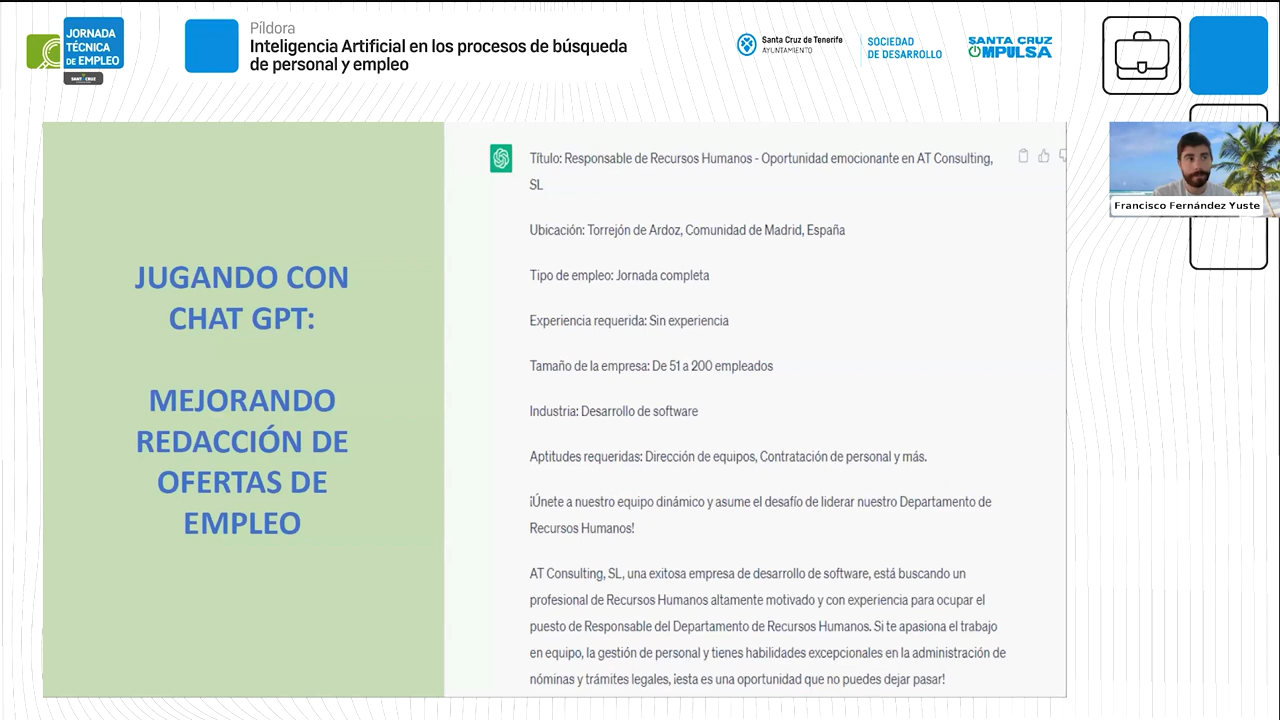 JORNADA
TÉCNICA
DE EMPLEO
Píldora
Inteligencia Artificial en los procesos de búsqueda
de personal y empleo
Santa Cruz de Tenerife
AYUNTAMIENTO
SOCIEDAD
DE DESARROLLO
SANTA CRUZ
IMPULSA
Francisco Fernández Yuste
JUGANDO CON
CHAT GPT:
MEJORANDO
REDACCIÓN DE
OFERTAS DE
EMPLEO
Título: Responsable de Recursos Humanos - Oportunidad emocionante en AT Consulting,
SL
Ubicación: Torrejón de Ardoz, Comunidad de Madrid, España
Tipo de empleo: Jornada completa
Experiencia requerida: Sin experiencia
Tamaño de la empresa: De 51 a 200 empleados
Industria: Desarrollo de software
Aptitudes requeridas: Dirección de equipos, Contratación de personal y más.
¡Únete a nuestro equipo dinámico y asume el desafío de liderar nuestro Departamento de
Recursos Humanos!
AT Consulting, SL, una exitosa empresa de desarrollo de software, está buscando un
profesional de Recursos Humanos altamente motivado y con experiencia para ocupar el
puesto de Responsable del Departamento de Recursos Humanos. Si te apasiona el trabajo
en equipo, la gestión de personal y tienes habilidades excepcionales en la administración de
nóminas y trámites legales, ¡esta es una oportunidad que no puedes dejar pasar!